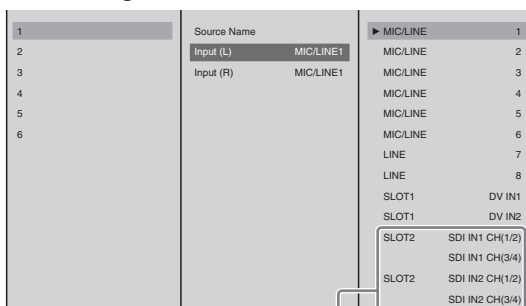 1
2
3
4
5
6
Source Name
Input (L) MIC/LINE1
Input (R) MIC/LINE1
MIC/LINE 1
MIC/LINE 2
MIC/LINE 3
MIC/LINE 4
MIC/LINE 5
MIC/LINE 6
LINE 7
LINE 8
SLOT1 DV IN1
SLOT1 DV IN2
SLOT2 SDI IN1 CH(1/2)
SDI IN1 CH(3/4)
SLOT2 SDI IN2 CH(1/2)
SDI IN2 CH(3/4)